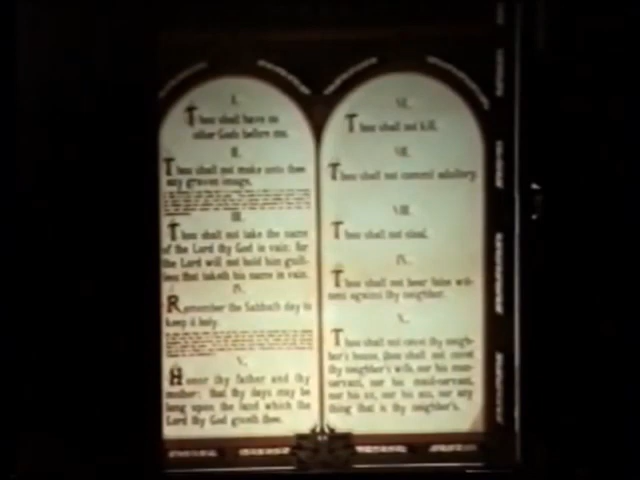 I.
Thou shalt have no
other Gods before me.
II.
Thou shalt not make unto thee
any graven image,
III.
Thou shalt not take the name
of the Lord thy God in vain; for
the Lord will not hold him guilt-
less that taketh his name in vain.
IV.
Remember the Sabbath day to
keep it holy.
V.
Honor thy father and thy
mother: that thy days may be
long upon the land which the
Lord thy God giveth thee.
VI.
Thou shalt not kill.
VII.
Thou shalt not commit adultery.
VIII.
Thou shalt not steal.
IX.
Thou shalt not bear false wit-
ness against thy neighbor.
X.
Thou shalt not covet thy neigh-
bor's house, thou shalt not covet
thy neighbor's wife, nor his man-
servant, nor his maid-servant,
nor his ox, nor his ass, nor any
thing that is thy neighbor's.